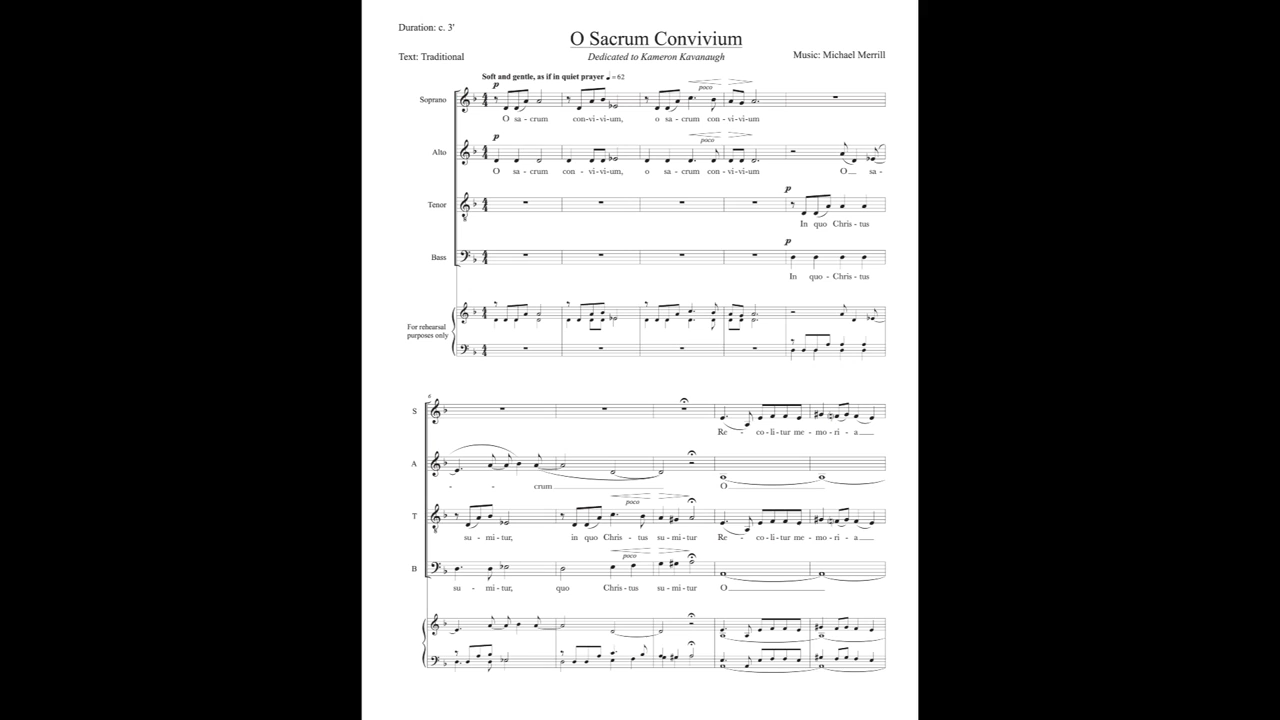 Duration: c. 3'
O Sacrum Convivium
Text: Traditional
Dedicated to Kameron Kavanaugh
Music: Michael Merrill
Soft and gentle, as if in quiet prayer ♩ = 62
p
poco
Soprano
O sa - crum con-vi-vi-um, o sa-crum con-vi-vi-um
p
poco
Alto
O sa - crum con - vi-vi-um, o sa - crum con - vi-vi-um O sa -
p
Tenor
In quo Chris - tus
p
Bass
In quo - Chris - tus
For rehearsal
purposes only
6
S
Re - co - li - tur me - mo - ri - a
A
- - crum O
poco
T
su - mi - tur, in quo Chris - tus su - mi - tur Re - co - li - tur me - mo - ri - a
poco
B
su - mi - tur, quo Chris - tus su - mi - tur O